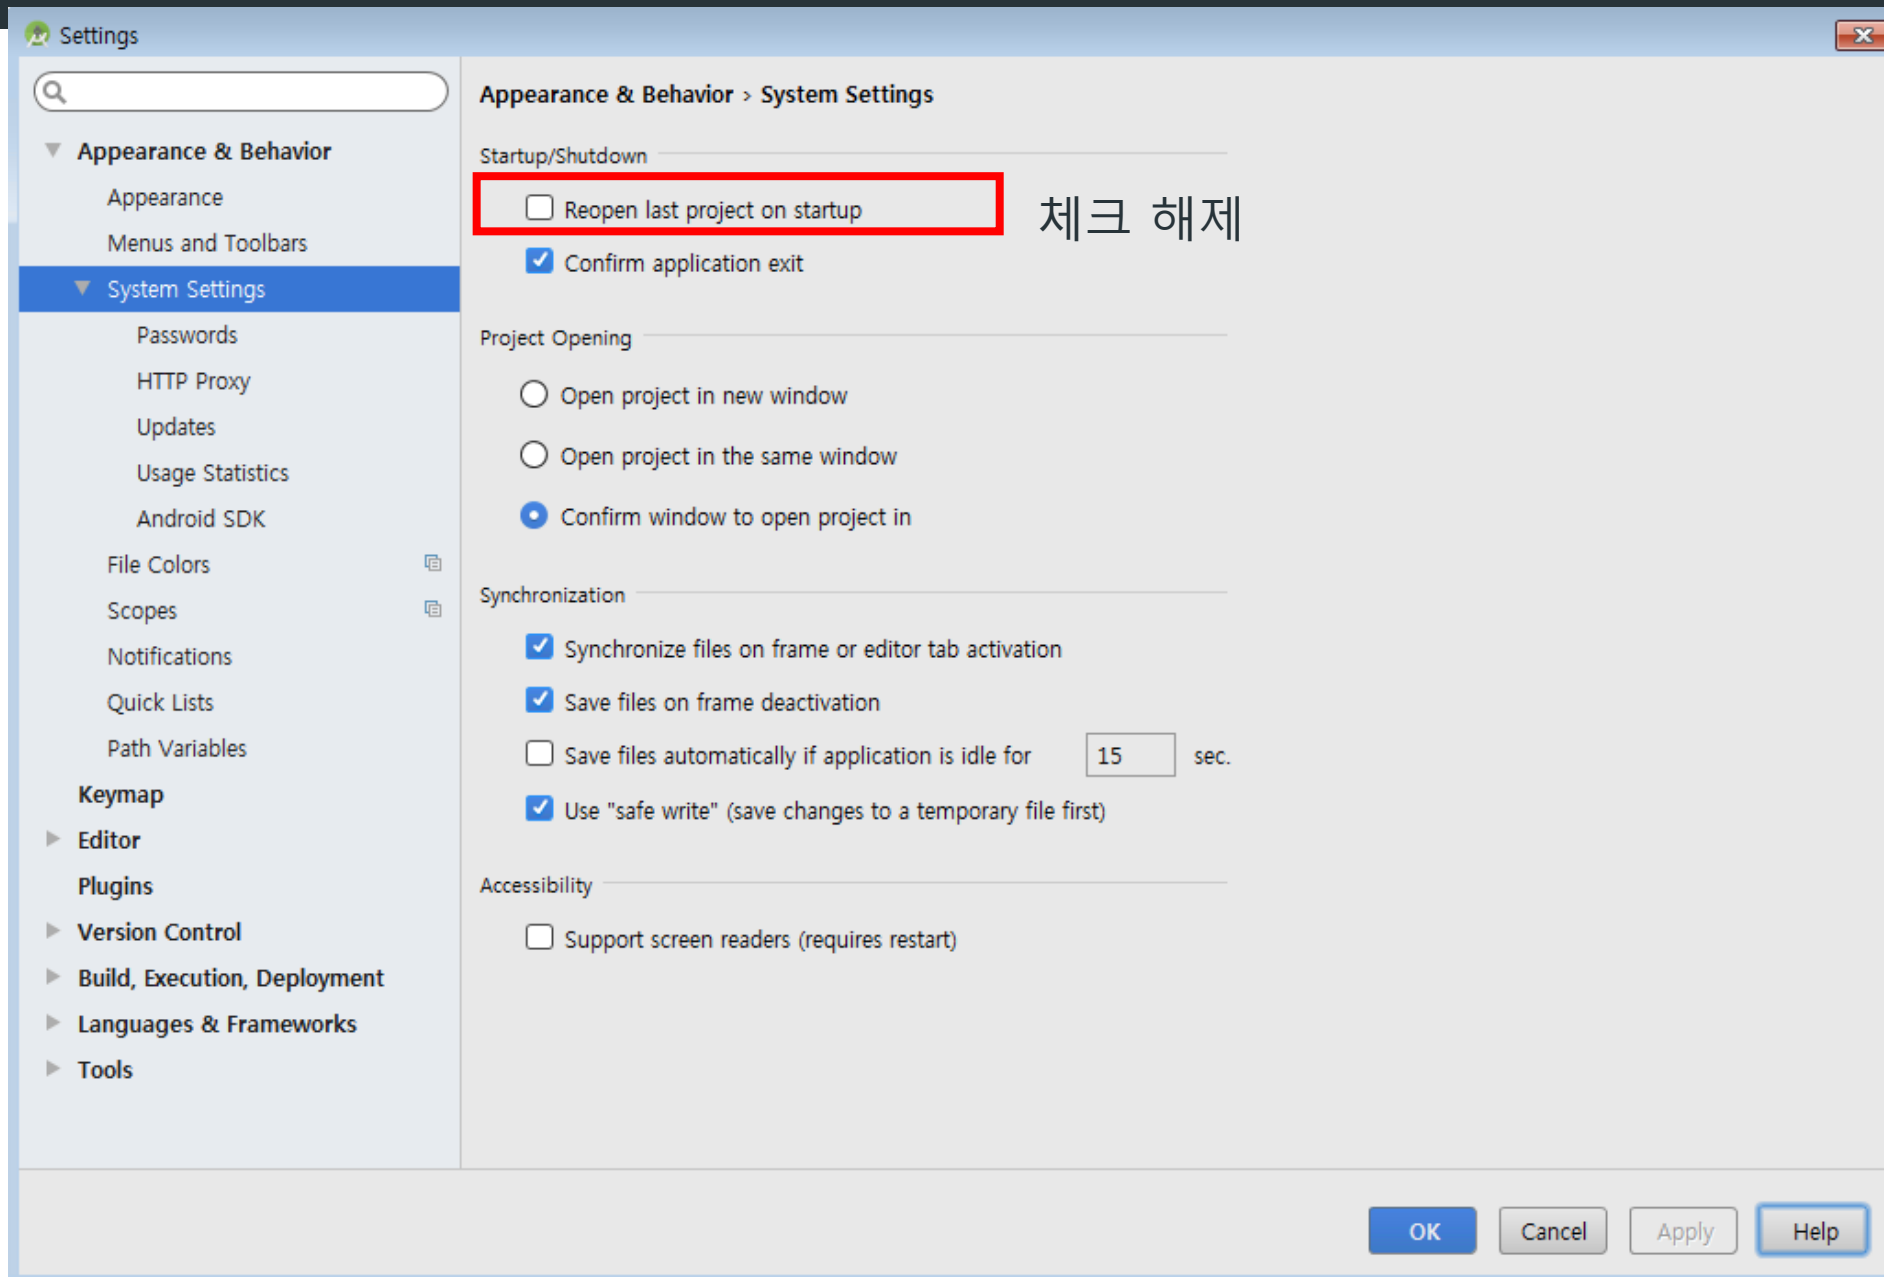 Settings
Appearance & Behavior
Appearance
Menus and Toolbars
System Settings
Passwords
HTTP Proxy
Updates
Usage Statistics
Android SDK
File Colors
Scopes
Notifications
Quick Lists
Path Variables
Keymap
Editor
Plugins
Version Control
Build, Execution, Deployment
Languages & Frameworks
Tools
Appearance & Behavior › System Settings
Startup/Shutdown
Reopen last project on startup
체크 해제
Confirm application exit
Project Opening
Open project in new window
Open project in the same window
Confirm window to open project in
Synchronization
Synchronize files on frame or editor tab activation
Save files on frame deactivation
Save files automatically if application is idle for 15 sec.
Use "safe write" (save changes to a temporary file first)
Accessibility
Support screen readers (requires restart)
OK Cancel Apply Help